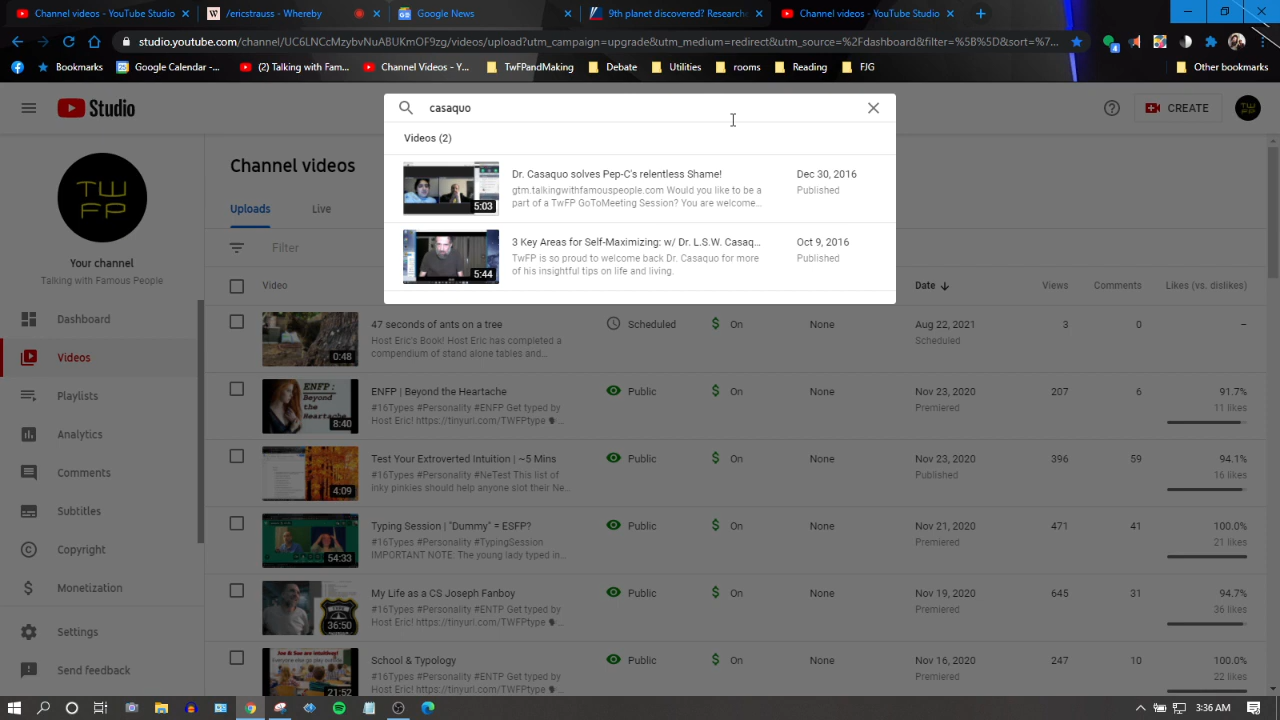 YouTube Studio
/ericstrauss - Whereby
Google News
9th planet discovered? Researche
YouTube Studio
studio.youtube.com/channel/UC6LNCcMzybvNuABUKmOF9zg/videos/upload?utm_campaign=upgrade&utm_medium=redirect&utm_source=%2Fdashboard&filter=%5B%5D&sort=%7...
Bookmarks
Google Calendar -...
(2) Talking with Fam...
Channel Videos - Y...
TwFPandMaking
Debate
Utilities
rooms
Reading
FJG
Studio
casaquo
CREATE
TWFP
Videos (2)
Channel videos
Dr. Casaquo solves Pep-C's relentless Shame!
Dec 30, 2016
gtm.talkingwithfamouspeople.com Would you like to be a
Published
part of a TwFP GoToMeeting Session? You are welcome...
5:03
TWFP
Uploads
Live
3 Key Areas for Self-Maximizing: w/ Dr. L.S.W. Casaq...
Oct 9, 2016
TwFP is so proud to welcome back Dr. Casaquo for more
Published
of his insightful tips on life and living.
5:44
Filter
Your channel
Talking with Famous People
Video
Date
Views
Comments
Likes (vs. dislikes)
Dashboard
Videos
Playlists
Analytics
Comments
Subtitles
Copyright
Monetization
Settings
Send feedback
47 seconds of ants on a tree
Scheduled
$ On
None
Aug 22, 2021
3
0
–
Host Eric's Book! Host Eric has completed a
Scheduled
compendium of stand alone tables and...
0:48
ENFP :
Beyond
the
Heartache
8:40
ENFP | Beyond the Heartache
Public
$ On
None
Nov 23, 2020
207
6
91.7%
#16Types #Personality #ENFP Get typed by
Premiered
11 likes
Host Eric! https://tinyurl.com/TWFPtype
Test Your Extroverted Intuition | ~5 Mins
Public
$ On
None
Nov 23, 2020
396
59
94.1%
#16Types #Personality #NeTest This list of
Published
16 likes
inky pinkies should help anyone slot their Ne...
4:09
Typing Session | "Dummy" = ESFP?
Public
$ On
None
Nov 21, 2020
471
41
100.0%
#16Types #Personality #TypingSession
Premiered
21 likes
IMPORTANT NOTE. The young lady typed in...
54:33
My Life as a CS Joseph Fanboy
Public
$ On
None
Nov 19, 2020
645
31
94.7%
#16Types #Personality #ENTP Get typed by
Premiered
36 likes
Host Eric! https://tinyurl.com/TWFPtype
36:50
School & Typology
Public
$ On
None
Nov 16, 2020
247
10
100.0%
#16Types #Personality #ENTP Get typed by
Premiered
22 likes
Host Eric! https://tinyurl.com/TWFPtype
21:52
3:36 AM